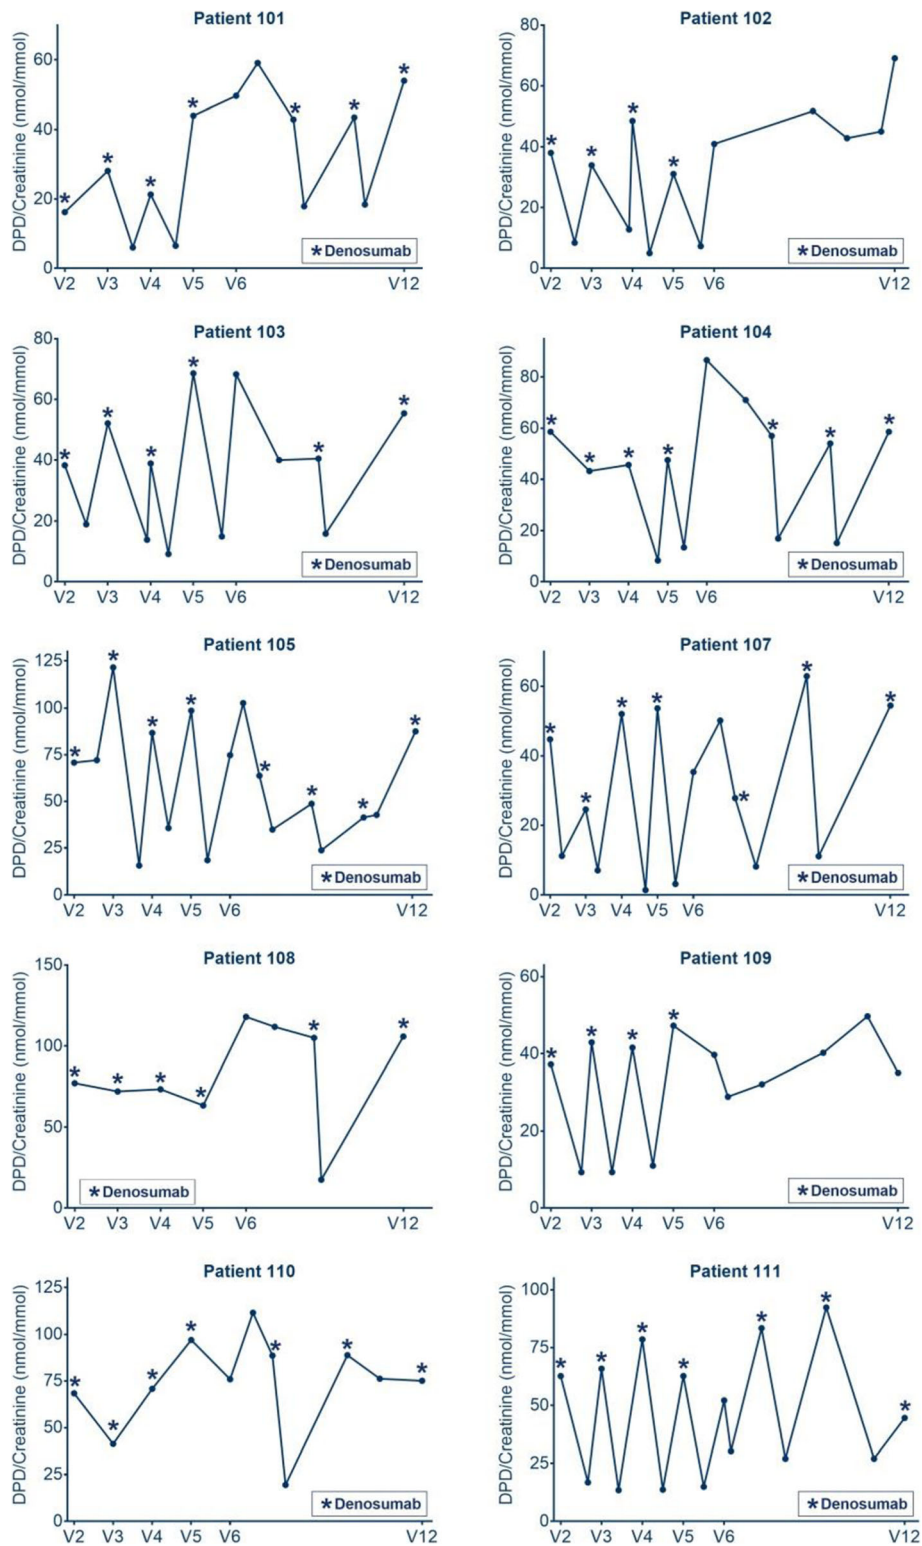 Patient 101
DPD/Creatinine (nmol/mmol)
60
40
20
0
V2 V3 V4 V5 V6 V12
* Denosumab
Patient 102
DPD/Creatinine (nmol/mmol)
80
60
40
20
0
V2 V3 V4 V5 V6 V12
* Denosumab
Patient 103
DPD/Creatinine (nmol/mmol)
80
60
40
20
0
V2 V3 V4 V5 V6 V12
* Denosumab
Patient 104
DPD/Creatinine (nmol/mmol)
80
60
40
20
0
V2 V3 V4 V5 V6 V12
* Denosumab
Patient 105
DPD/Creatinine (nmol/mmol)
125
100
75
50
25
0
V2 V3 V4 V5 V6 V12
* Denosumab
Patient 107
DPD/Creatinine (nmol/mmol)
60
40
20
0
V2 V3 V4 V5 V6 V12
* Denosumab
Patient 108
DPD/Creatinine (nmol/mmol)
150
100
50
0
V2 V3 V4 V5 V6 V12
* Denosumab
Patient 109
DPD/Creatinine (nmol/mmol)
60
40
20
0
V2 V3 V4 V5 V6 V12
* Denosumab
Patient 110
DPD/Creatinine (nmol/mmol)
125
100
75
50
25
0
V2 V3 V4 V5 V6 V12
* Denosumab
Patient 111
DPD/Creatinine (nmol/mmol)
100
75
50
25
0
V2 V3 V4 V5 V6 V12
* Denosumab